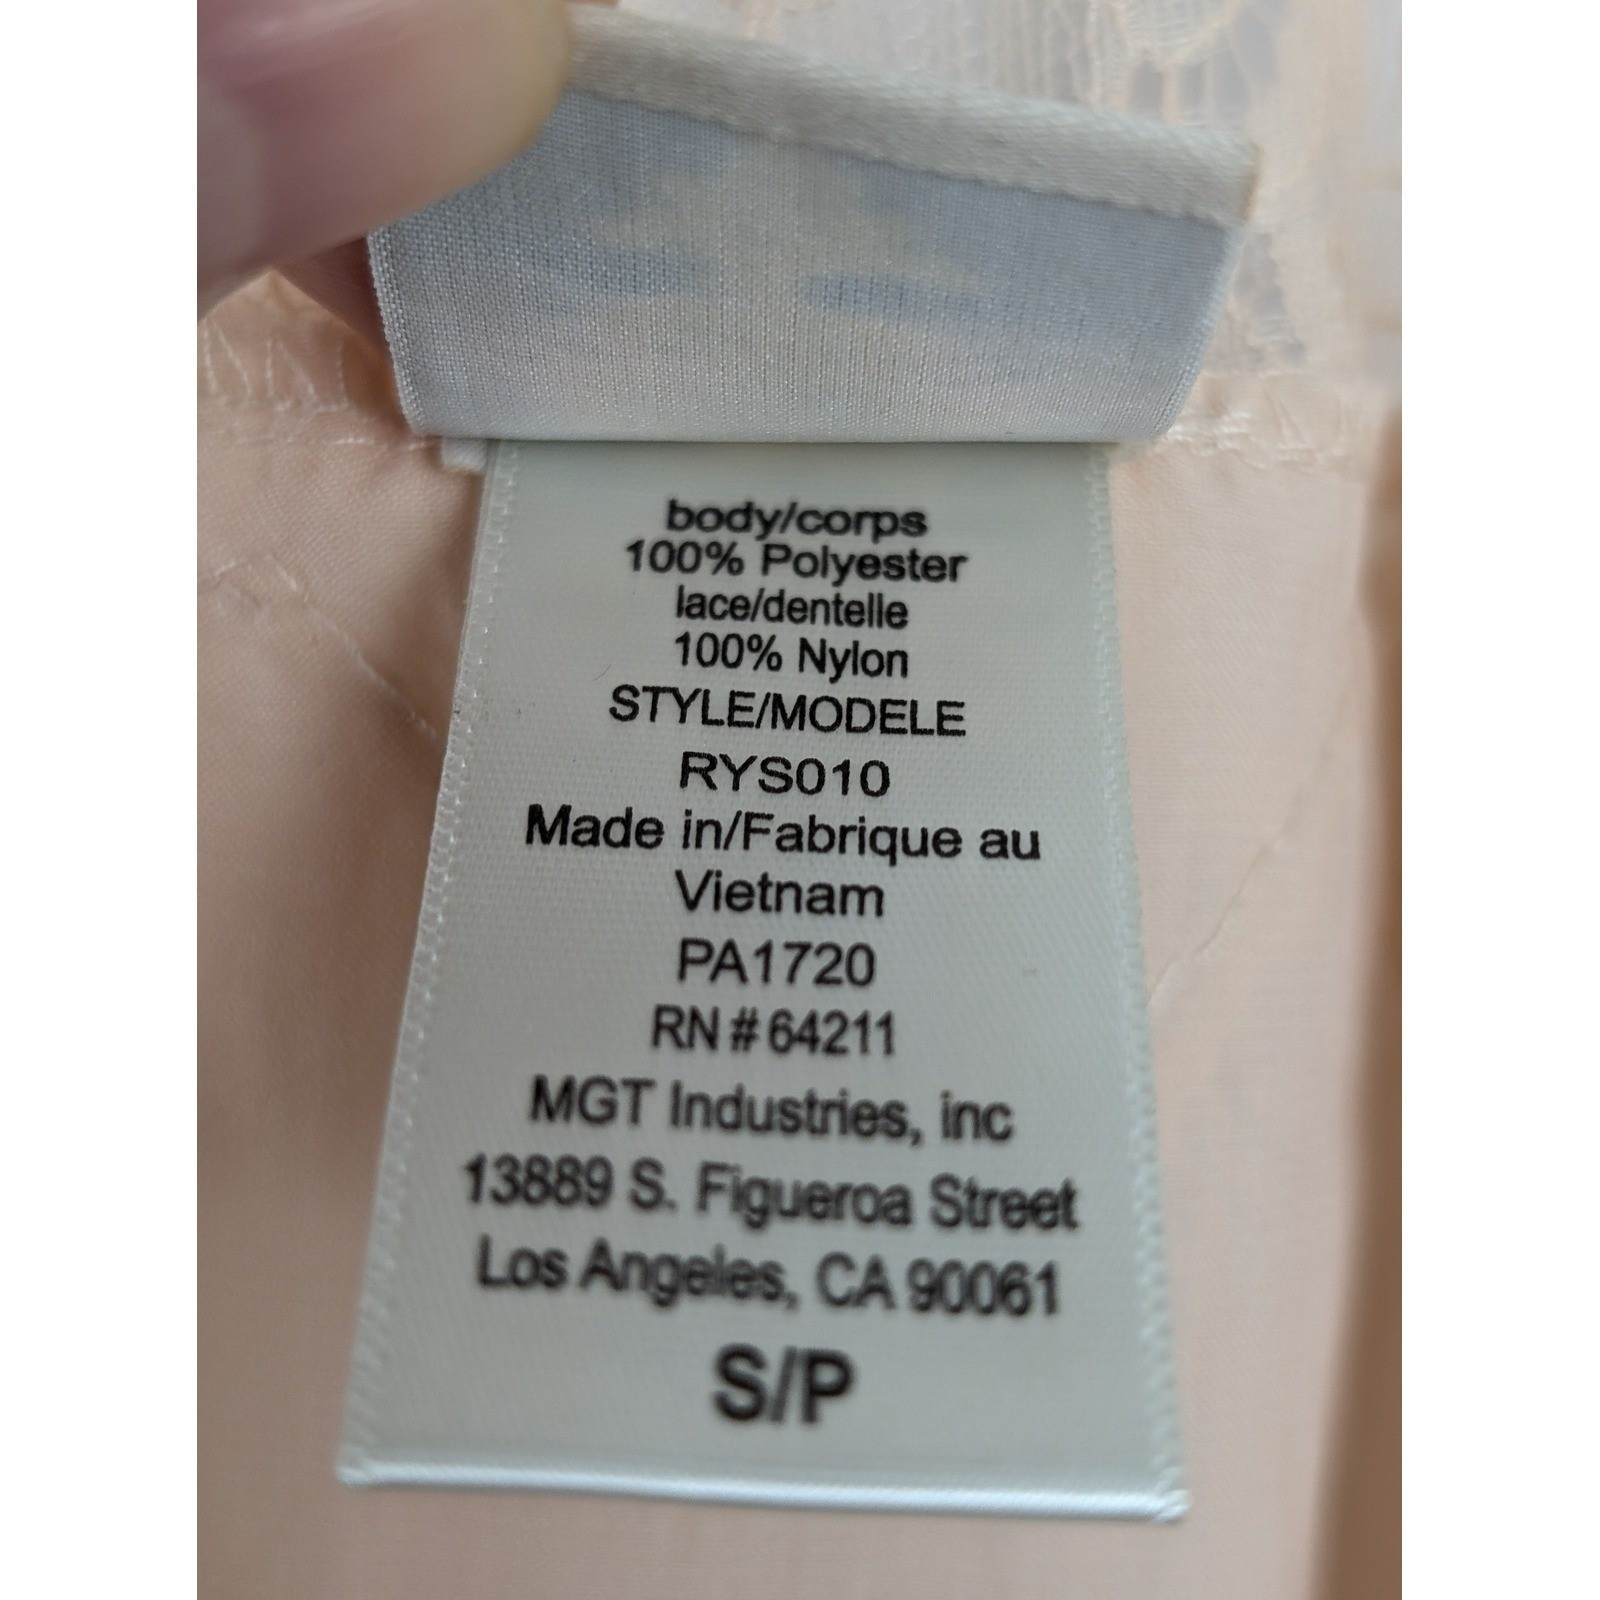 body/corps
100% Polyester
lace/dentelle
100% Nylon
STYLE/MODELE
RYS010
Made in/Fabrique au
Vietnam
PA1720
RN # 64211
MGT Industries, inc
13889 S. Figueroa Street
Los Angeles, CA 90061
S/P